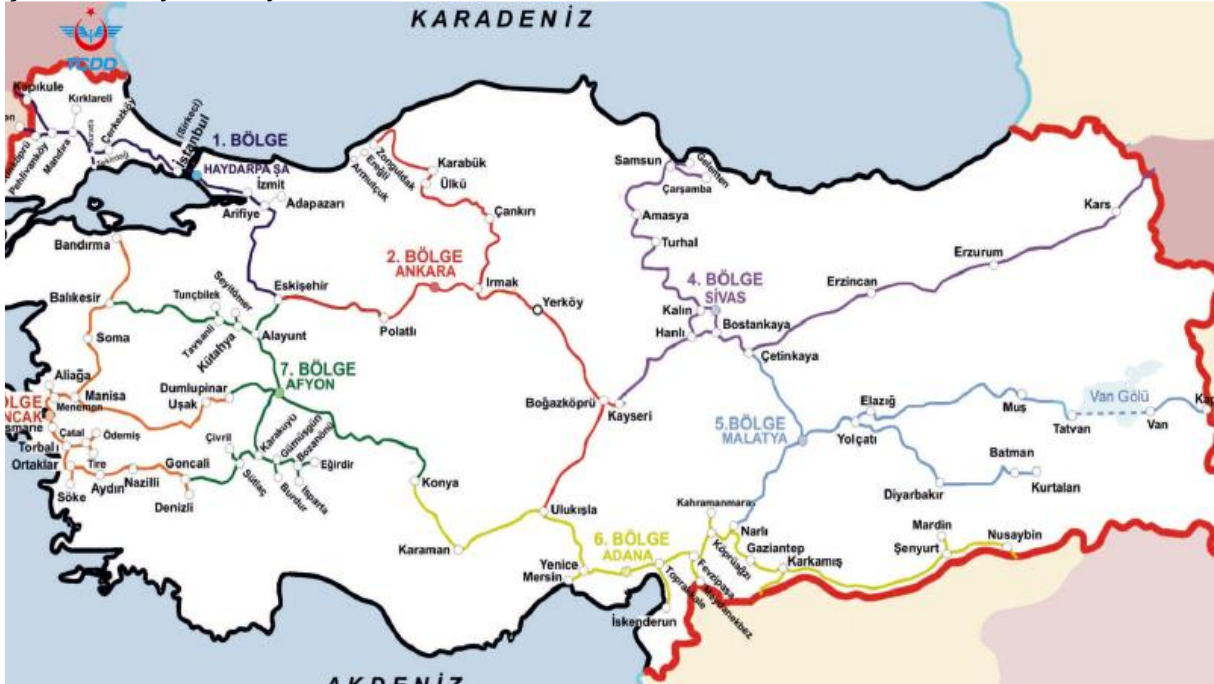 KARADENİZ
TCDD
Kapıkule
Kırklareli
Çerkezköy
(Sirkeci)
İstanbul
Pehlivanköy
Mandıra
Muratlı
Tekirdağ
1. BÖLGE
HAYDARPAŞA
İzmit
Arifiye
Adapazarı
Zonguldak
Ereğli
Armutçuk
Karabük
Ülkü
Çankırı
Samsun
Gelemen
Çarşamba
Amasya
Turhal
Kars
Erzurum
Erzincan
Bandırma
2. BÖLGE
ANKARA
Irmak
Yerköy
4. BÖLGE
SİVAS
Kalın
Bostankaya
Hanlı
Çetinkaya
Balıkesir
Tunçbilek
Seyitömer
Eskişehir
Polatlı
Tavşanlı
Kütahya
Alayunt
Soma
7. BÖLGE
AFYON
Aliağa
Menemen
Manisa
Dumlupinar
Uşak
Boğazköprü
Kayseri
5.BÖLGE
MALATYA
Elazığ
Yolçatı
Muş
Tatvan
Van Gölü
Van
Çatal
Ödemiş
Torbalı
Tire
Ortaklar
Söke
Aydın
Nazilli
Goncali
Denizli
Çivril
Sütlaç
Karakuyu
Gümüşgün
Bozanönü
Eğirdir
Burdur
Isparta
Konya
Karaman
Ulukışla
Batman
Kurtalan
Diyarbakır
Kahramanmaraş
6. BÖLGE
ADANA
Yenice
Mersin
Toprakkale
Fevzipaşa
Meydanekbez
Köprüağzı
Narlı
Gaziantep
Karkamış
Mardin
Şenyurt
Nusaybin
İskenderun
AKDENİZ